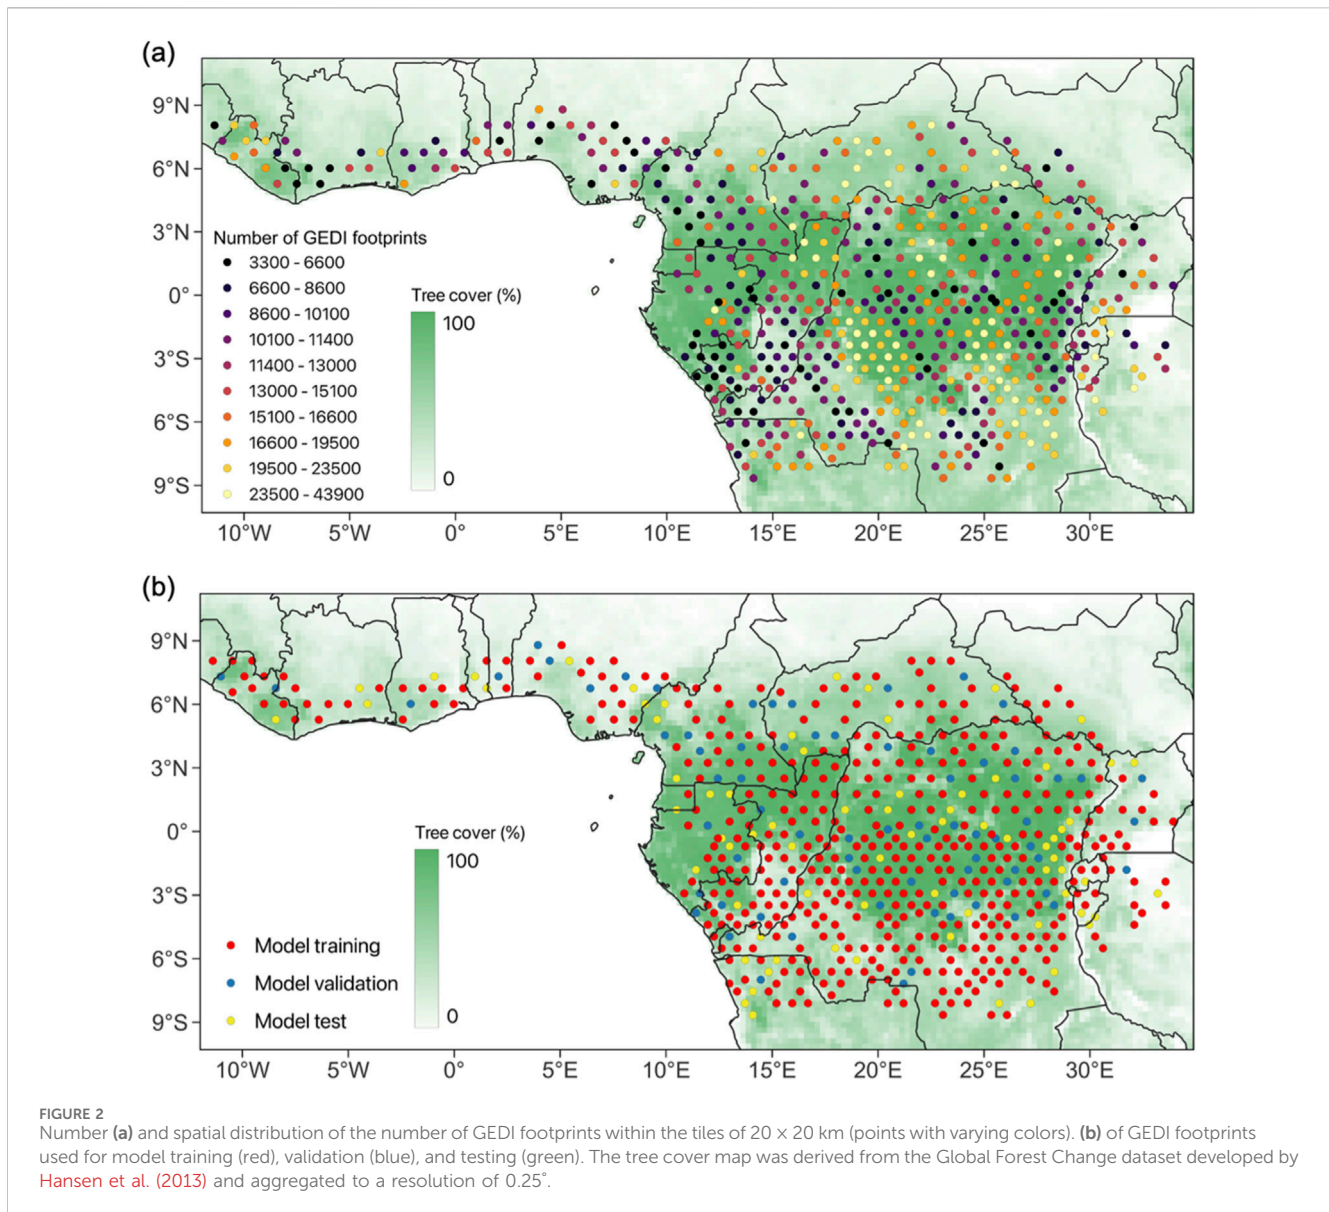 (a)
9°N
6°N
3°N
0°
3°S
6°S
9°S
Number of GEDI footprints
3300 - 6600
6600 - 8600
8600 - 10100
10100 - 11400
11400 - 13000
13000 - 15100
15100 - 16600
16600 - 19500
19500 - 23500
23500 - 43900
Tree cover (%)
100
0
10°W 5°W 0° 5°E 10°E 15°E 20°E 25°E 30°E
(b)
9°N
6°N
3°N
0°
3°S
6°S
9°S
Tree cover (%)
100
0
Model training
Model validation
Model test
10°W 5°W 0° 5°E 10°E 15°E 20°E 25°E 30°E
FIGURE 2
Number (a) and spatial distribution of the number of GEDI footprints within the tiles of 20 × 20 km (points with varying colors). (b) of GEDI footprints
used for model training (red), validation (blue), and testing (green). The tree cover map was derived from the Global Forest Change dataset developed by
Hansen et al. (2013) and aggregated to a resolution of 0.25°.